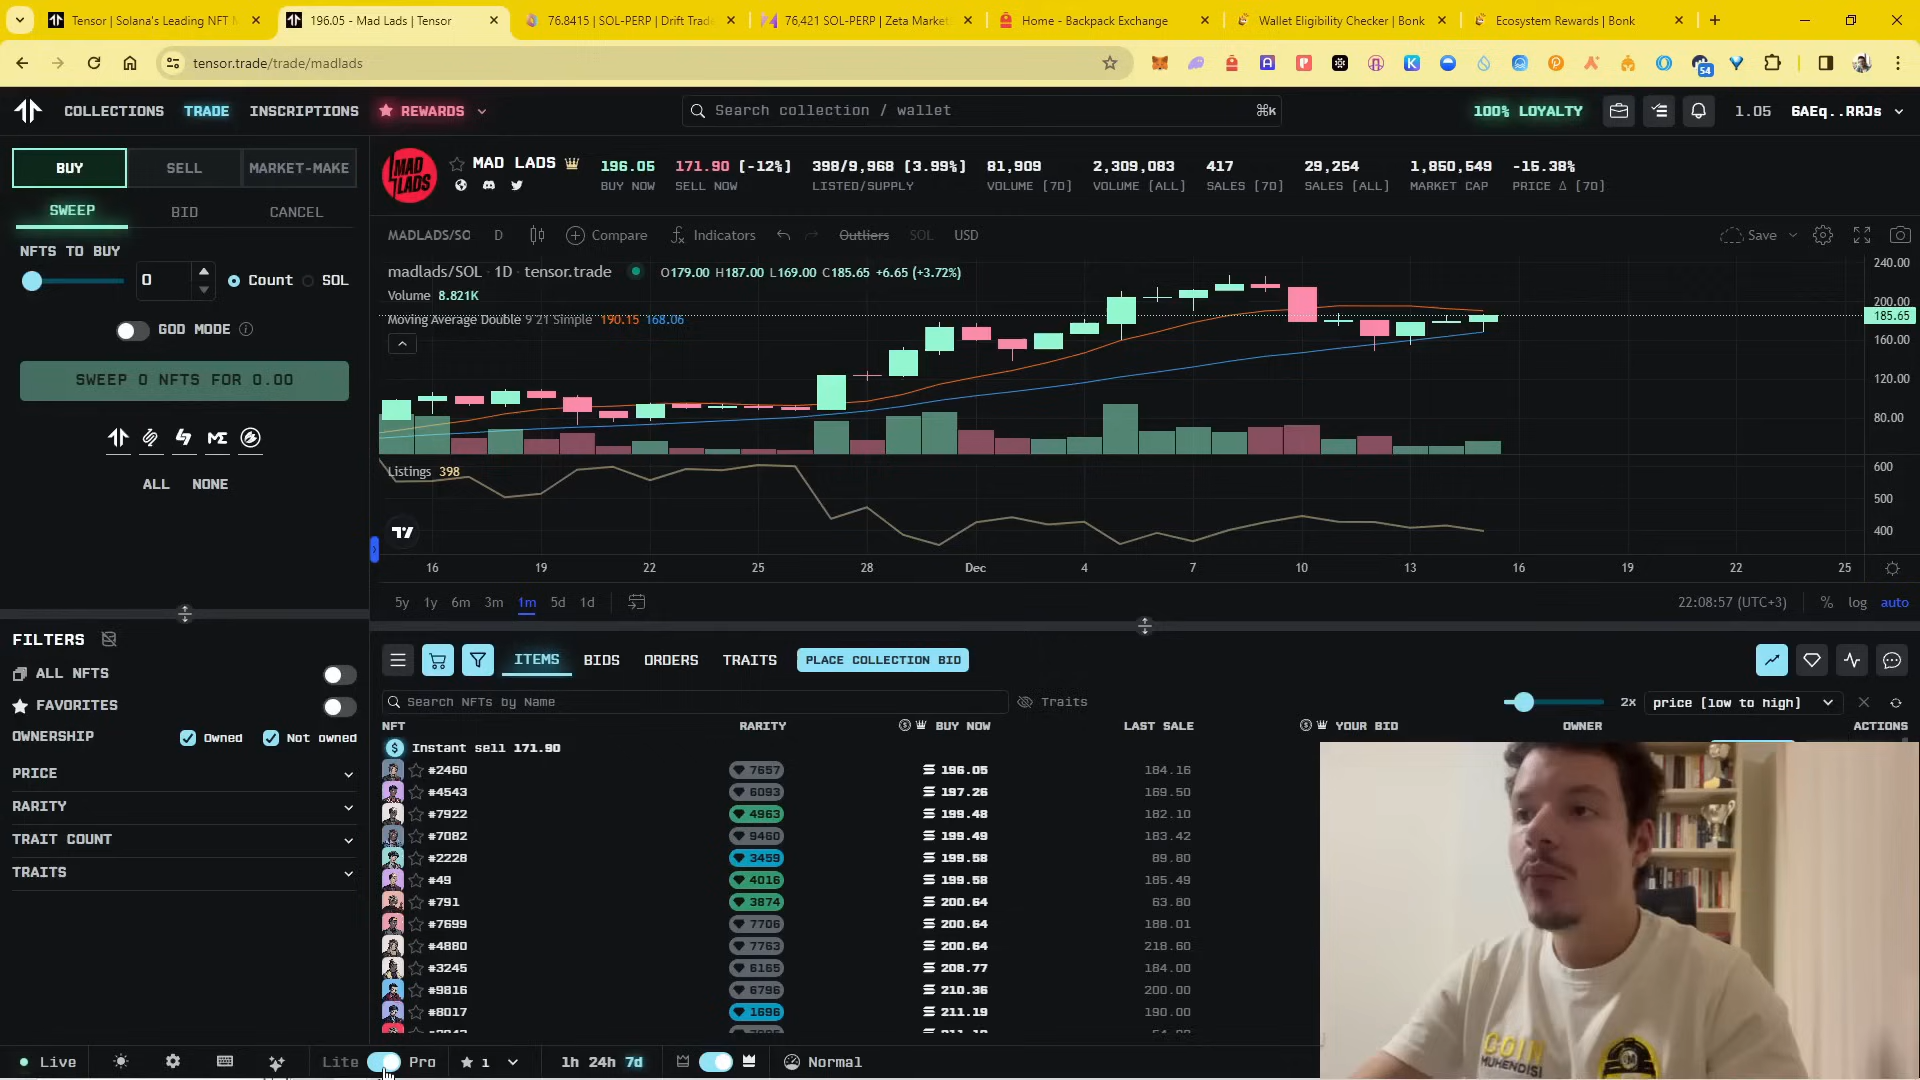 Tensor | Solana's Leading NFT M
196.05 - Mad Lads | Tensor
76.8415 | SOL-PERP | Drift Trade
76,421 SOL-PERP | Zeta Market
Home - Backpack Exchange
Wallet Eligibility Checker | Bonk
Ecosystem Rewards | Bonk
tensor.trade/trade/madlads
54
COLLECTIONS TRADE INSCRIPTIONS REWARDS
Search collection / wallet ⌘K
100% LOYALTY 1.05 6AEq..RRJs
BUY SELL MARKET-MAKE
SWEEP BID CANCEL
NFTS TO BUY
0 Count SOL
GOD MODE
SWEEP 0 NFTS FOR 0.00
ALL NONE
MAD LADS
MAD LADS
196.05 171.90 [-12%] 398/9,968 [3.99%] 81,909 2,309,083 417 29,254 1,850,549 -15.38%
BUY NOW SELL NOW LISTED/SUPPLY VOLUME [7D] VOLUME [ALL] SALES [7D] SALES [ALL] MARKET CAP PRICE Δ [7D]
MADLADS/SO D Compare Indicators Outliers SOL USD Save
madlads/SOL · 1D · tensor.trade O179.00 H187.00 L169.00 C185.65 +6.65 (+3.72%)
Volume 8.821K
Moving Average Double 9 21 Simple 190.15 168.06
240.00
200.00
185.65
160.00
120.00
80.00
Listings 398
600
500
400
16 19 22 25 28 Dec 4 7 10 13 16 19 22 25
5y 1y 6m 3m 1m 5d 1d 22:08:57 (UTC+3) % log auto
FILTERS
ALL NFTS
FAVORITES
OWNERSHIP Owned Not owned
PRICE
RARITY
TRAIT COUNT
TRAITS
ITEMS BIDS ORDERS TRAITS PLACE COLLECTION BID
Search NFTs by Name Traits 2x price [low to high]
NFT RARITY BUY NOW LAST SALE YOUR BID OWNER ACTIONS
Instant sell 171.90
#2460 7657 196.05 184.16
#4543 6093 197.26 169.50
#7922 4963 199.48 182.10
#7082 9460 199.49 183.42
#2228 3459 199.58 89.80
#49 4016 199.58 185.49
#791 3874 200.64 63.80
#7699 7706 200.64 188.01
#4880 7763 200.64 218.60
#3245 6165 208.77 184.00
#9816 6796 210.36 200.00
#8017 1696 211.19 190.00
COIN
MUHENDISI
Live Lite Pro 1 1h 24h 7d Normal